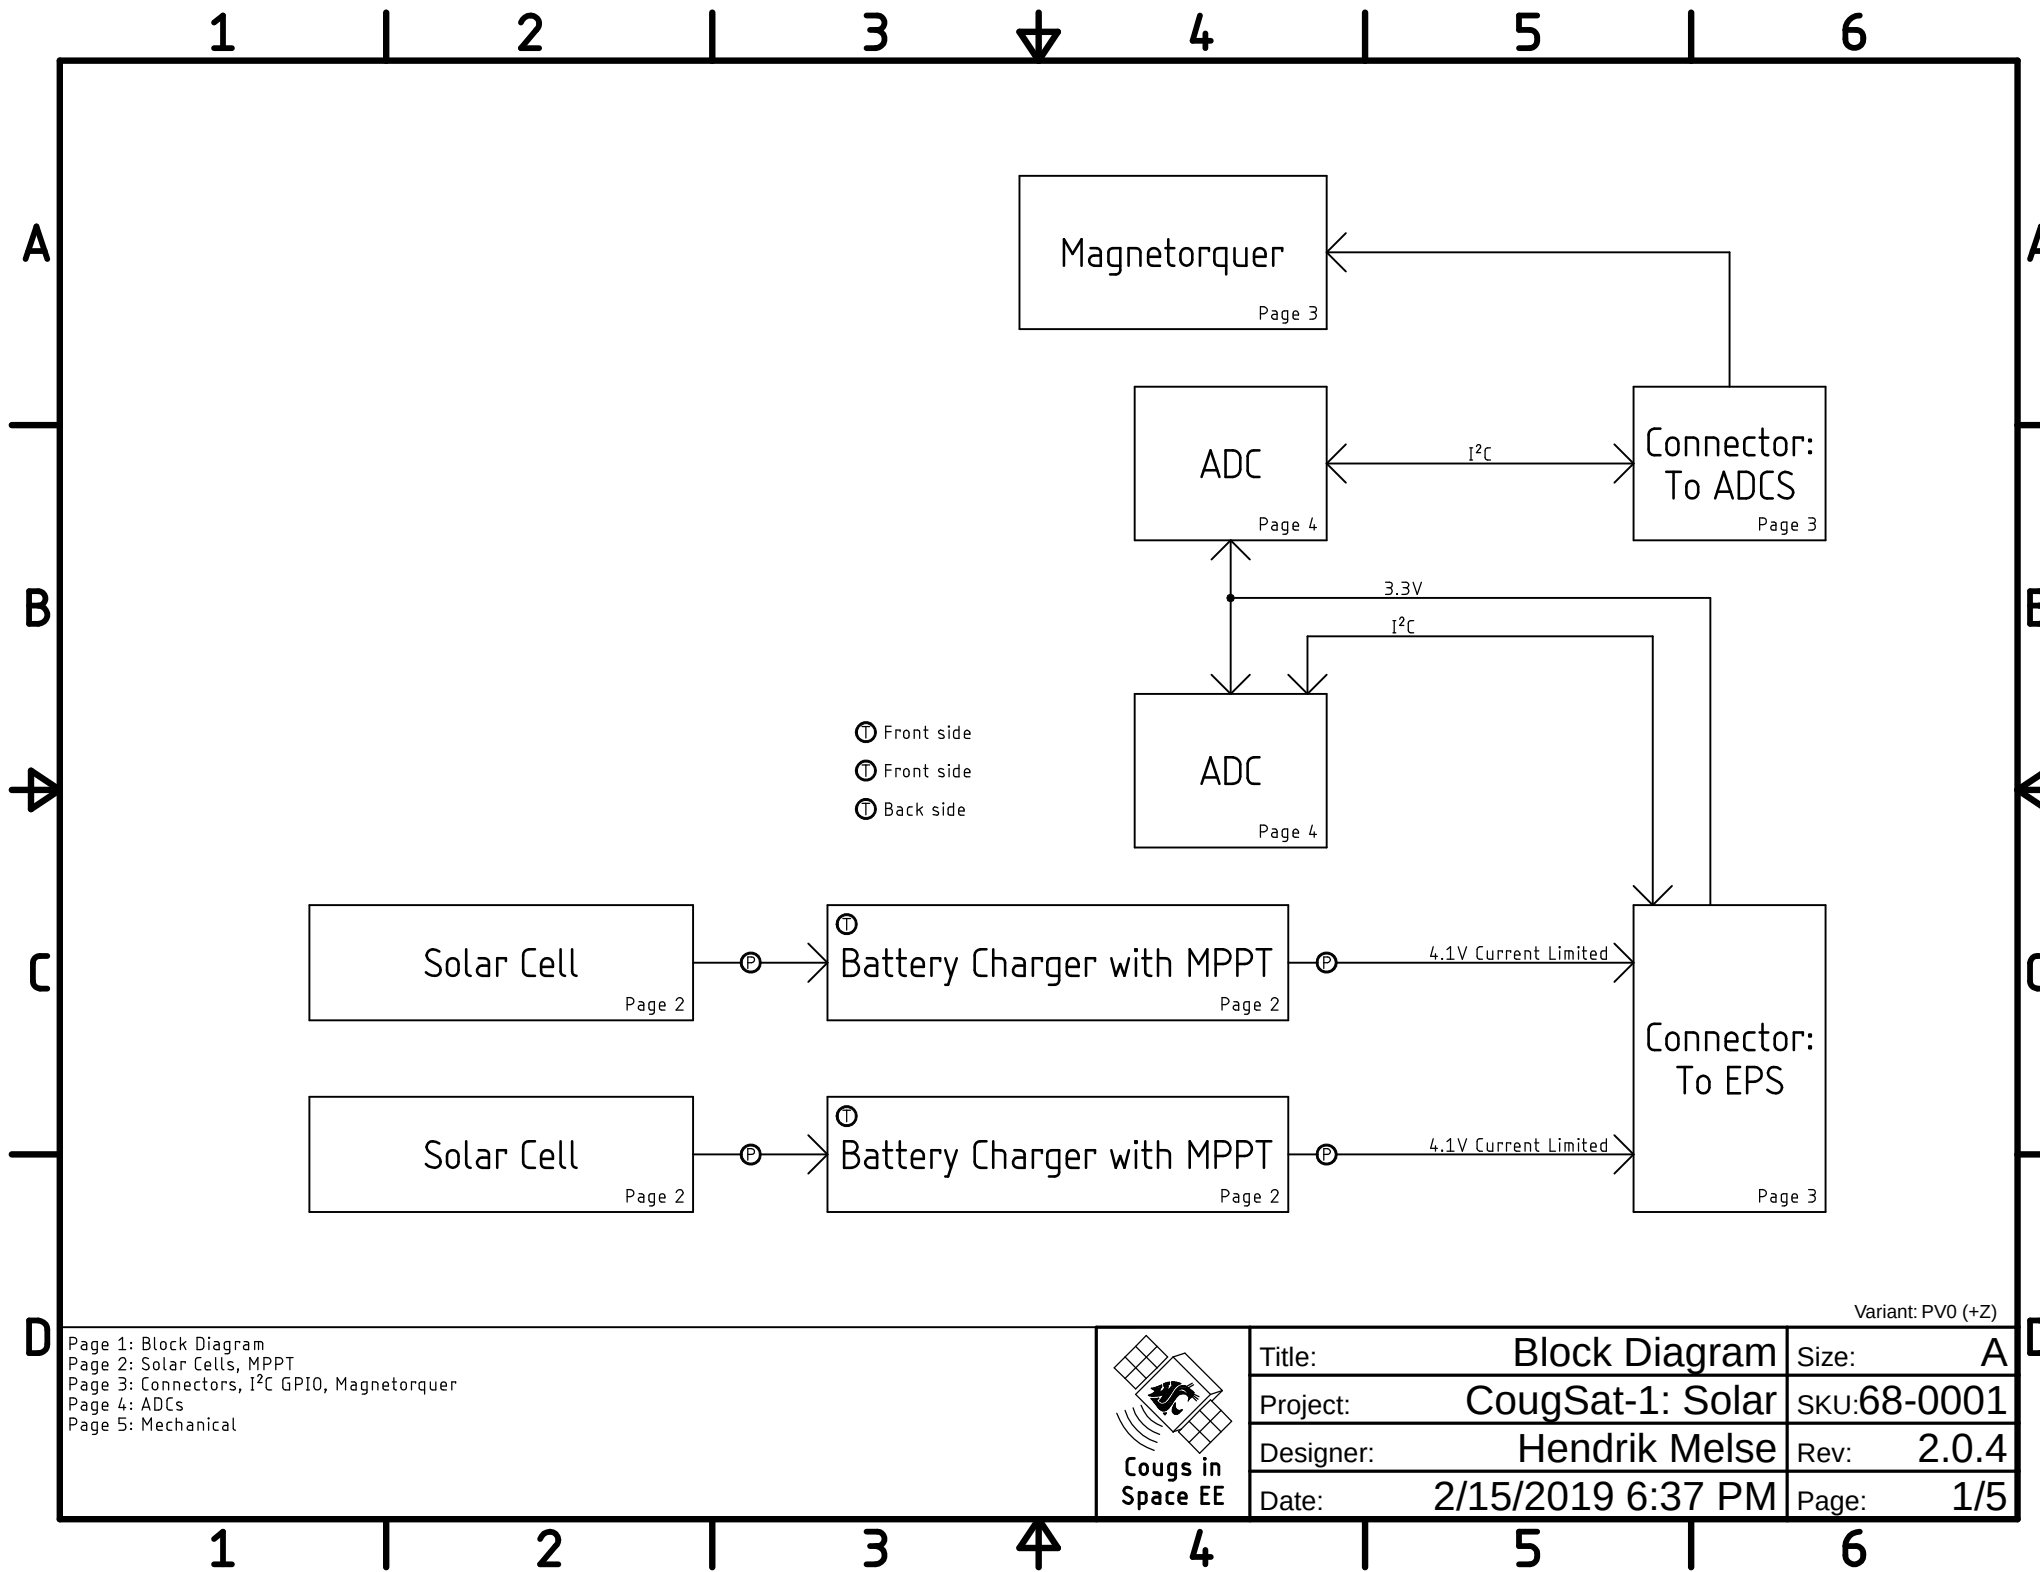 1 2 3 4 5 6
A
Magnetorquer
Page 3
A
ADC
Page 4
I²C
Connector:
To ADCS
Page 3
B
3.3V
I²C
B
T Front side
T Front side
T Back side
ADC
Page 4
C
Solar Cell
Page 2
P
T
Battery Charger with MPPT
Page 2
P
4.1V Current Limited
C
Connector:
To EPS
Page 3
Solar Cell
Page 2
P
T
Battery Charger with MPPT
Page 2
P
4.1V Current Limited
Variant: PV0 (+Z)
D
D
Page 1: Block Diagram
Page 2: Solar Cells, MPPT
Page 3: Connectors, I²C GPIO, Magnetorquer
Page 4: ADCs
Page 5: Mechanical
Cougs in
Space EE
Title: Block Diagram
Size: A
Project: CougSat-1: Solar
SKU: 68-0001
Designer: Hendrik Melse
Rev: 2.0.4
Date: 2/15/2019 6:37 PM
Page: 1/5
1 2 3 4 5 6